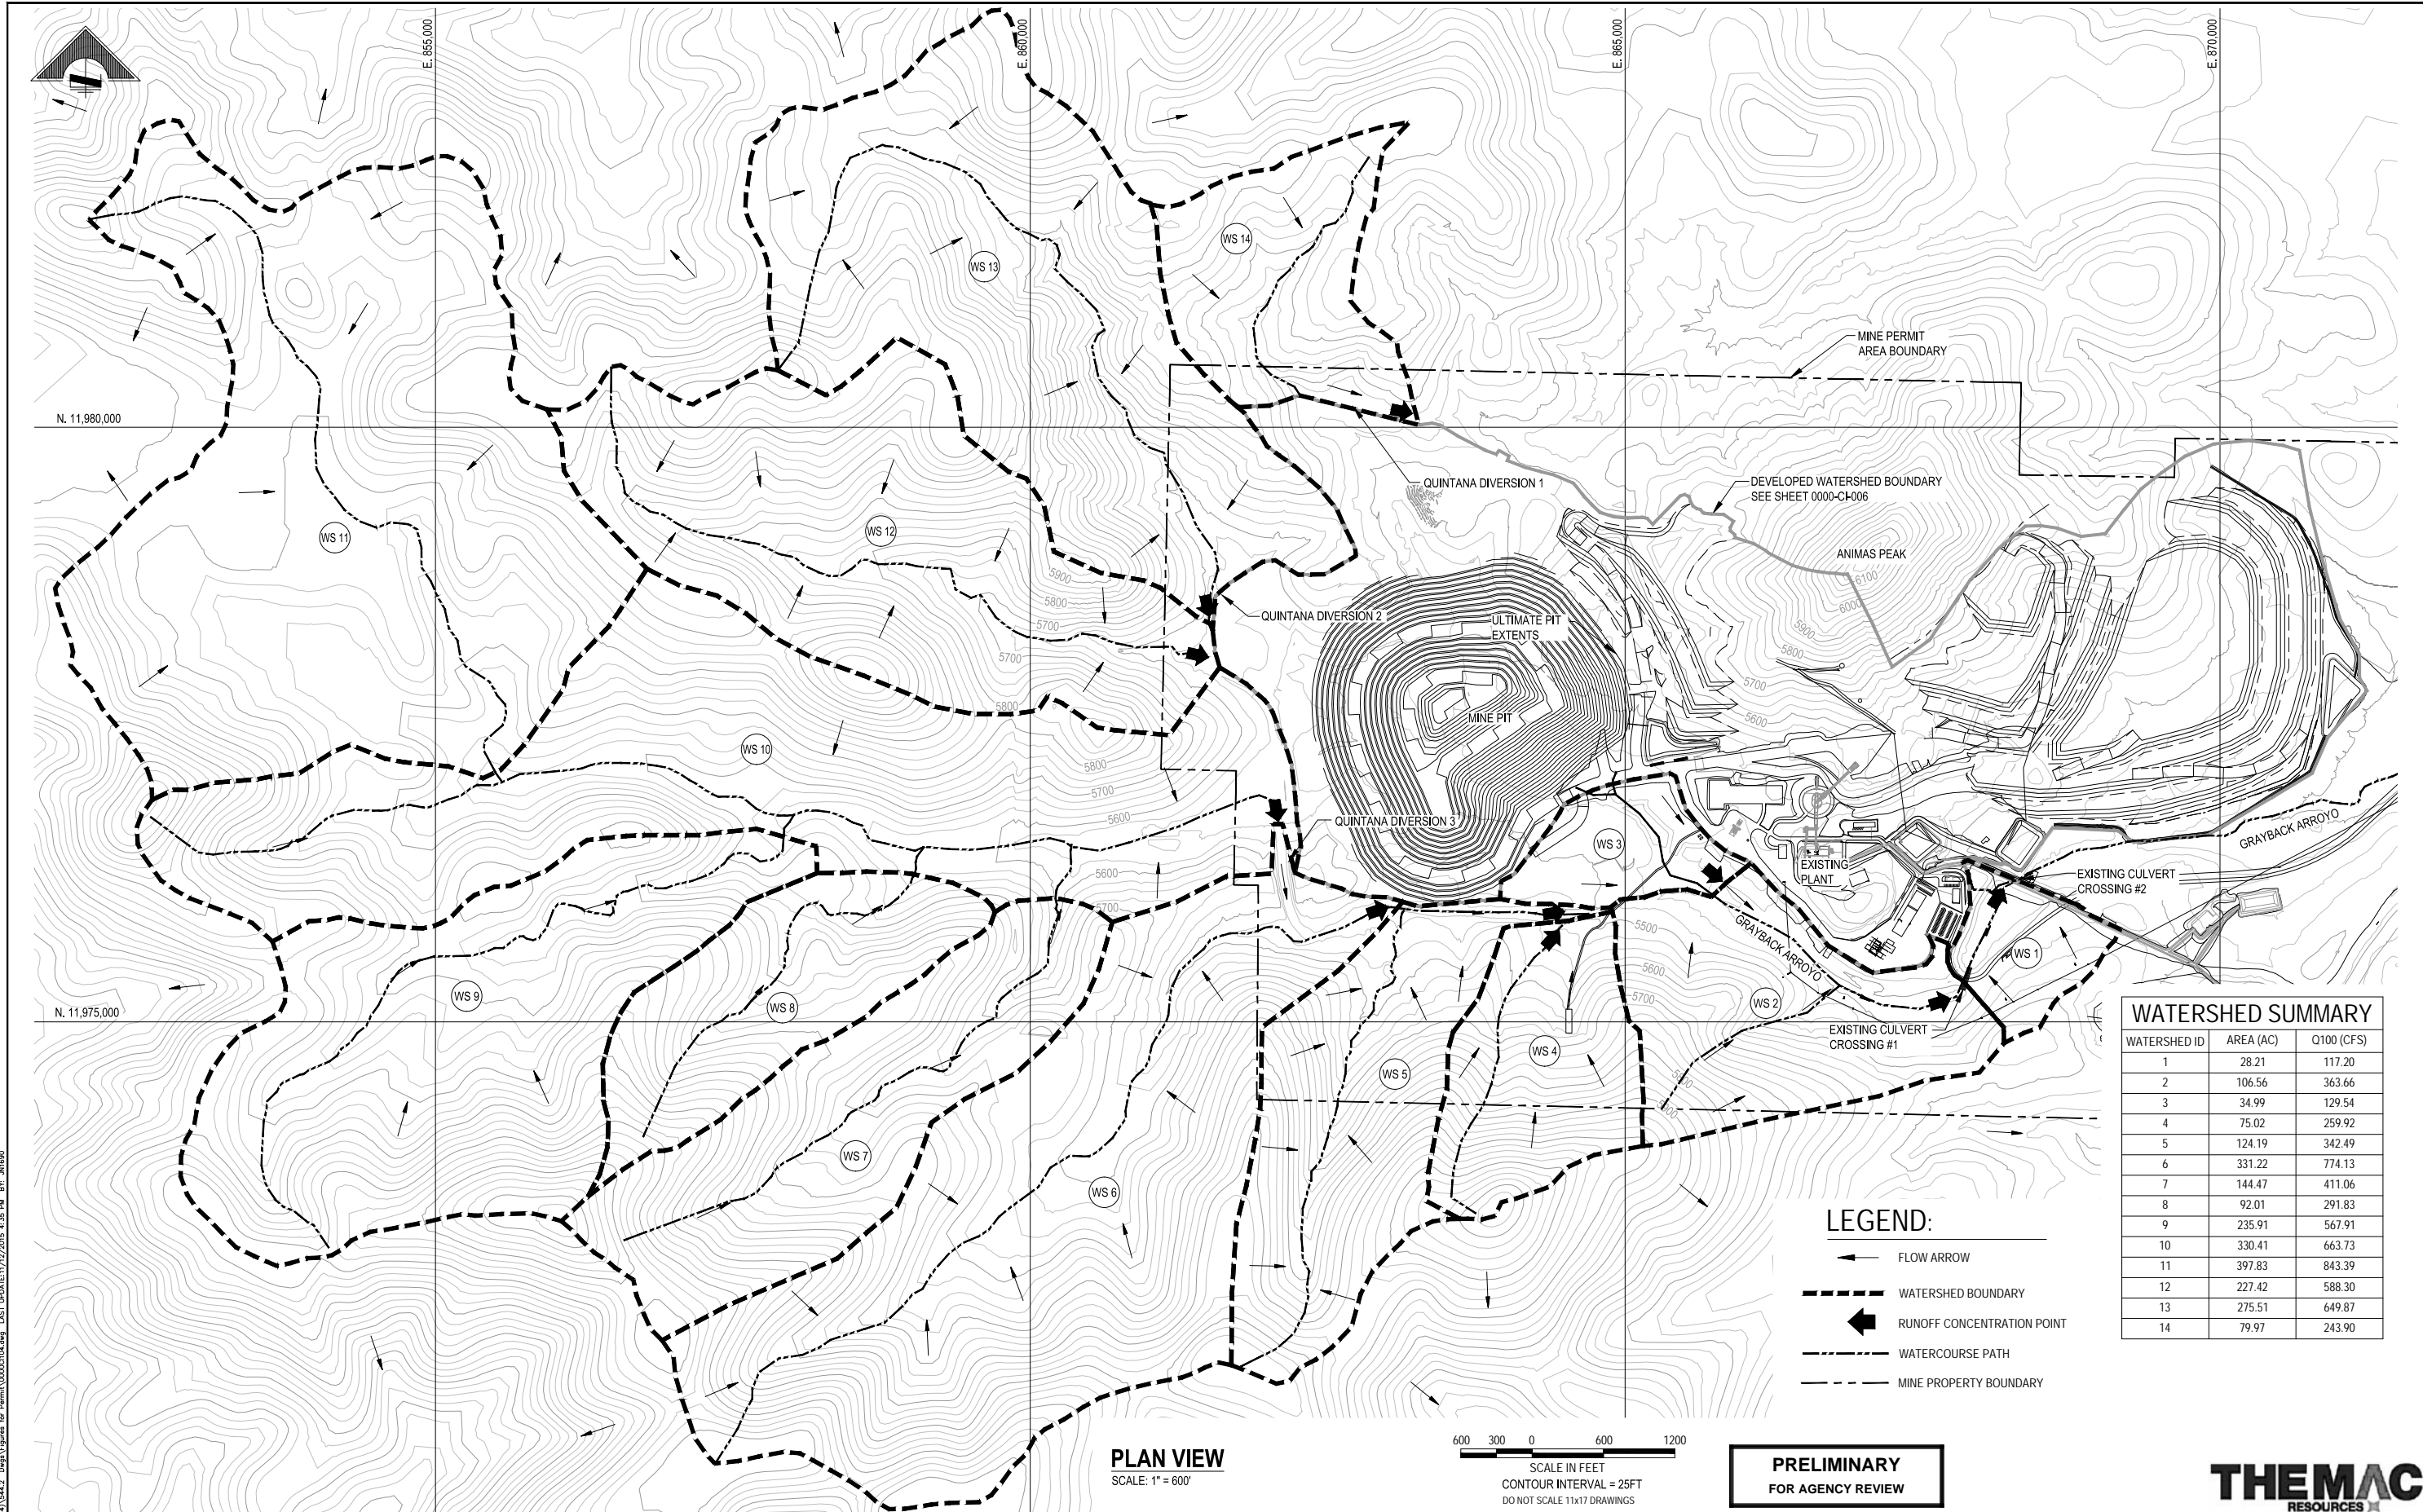 E. 855,000
E. 860,000
E. 865,000
E. 870,000
WS 14
WS 13
MINE PERMIT
AREA BOUNDARY
N. 11,980,000
QUINTANA DIVERSION 1
DEVELOPED WATERSHED BOUNDARY
SEE SHEET 0000-CI-006
WS 11
WS 12
ANIMAS PEAK
5900
6100
5800
6000
QUINTANA DIVERSION 2
ULTIMATE PIT
EXTENTS
5700
5900
5700
5800
5700
5800
MINE PIT
5600
WS 10
5800
5700
5600
QUINTANA DIVERSION 3
GRAYBACK ARROYO
WS 3
EXISTING
PLANT
5600
EXISTING CULVERT
CROSSING #2
5700
5500
GRAYBACK ARROYO
WS 1
WS 9
WS 8
5600
5700
WS 2
N. 11,975,000
EXISTING CULVERT
CROSSING #1
WS 4
WS 5
WS 7
WS 6
WATERSHED SUMMARY
WATERSHED ID AREA (AC) Q100 (CFS)
1 28.21 117.20
2 106.56 363.66
3 34.99 129.54
4 75.02 259.92
5 124.19 342.49
6 331.22 774.13
7 144.47 411.06
8 92.01 291.83
9 235.91 567.91
10 330.41 663.73
11 397.83 843.39
12 227.42 588.30
13 275.51 649.87
14 79.97 243.90
LEGEND:
FLOW ARROW
WATERSHED BOUNDARY
RUNOFF CONCENTRATION POINT
WATERCOURSE PATH
MINE PROPERTY BOUNDARY
PLAN VIEW
SCALE: 1" = 600'
600 300 0 600 1200
SCALE IN FEET
CONTOUR INTERVAL = 25FT
DO NOT SCALE 11x17 DRAWINGS
PRELIMINARY
FOR AGENCY REVIEW
THEMAC
RESOURCES